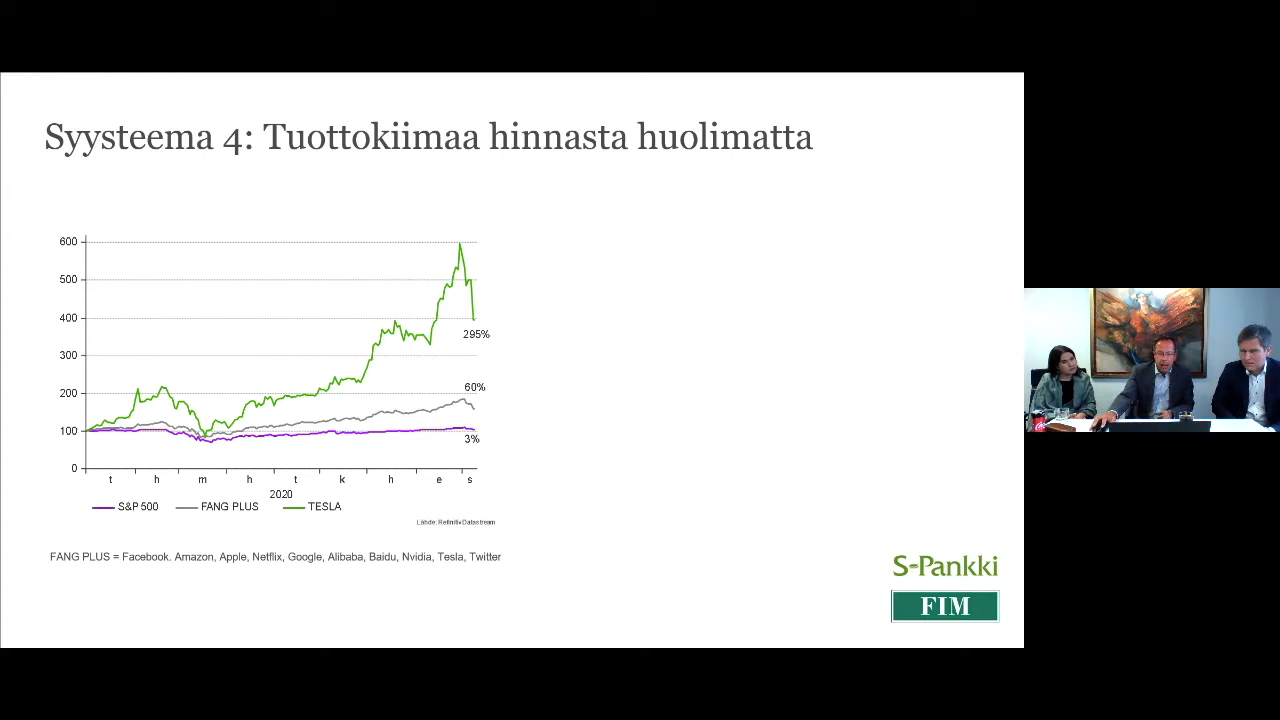 Syysteema 4: Tuottokiimaa hinnasta huolimatta
600
500
400
300
200
100
0
295%
60%
3%
t h m h t k h e s
2020
S&P 500 FANG PLUS TESLA
Lähde: Refinitiv Datastream
FANG PLUS = Facebook. Amazon, Apple, Netflix, Google, Alibaba, Baidu, Nvidia, Tesla, Twitter
S-Pankki
FIM